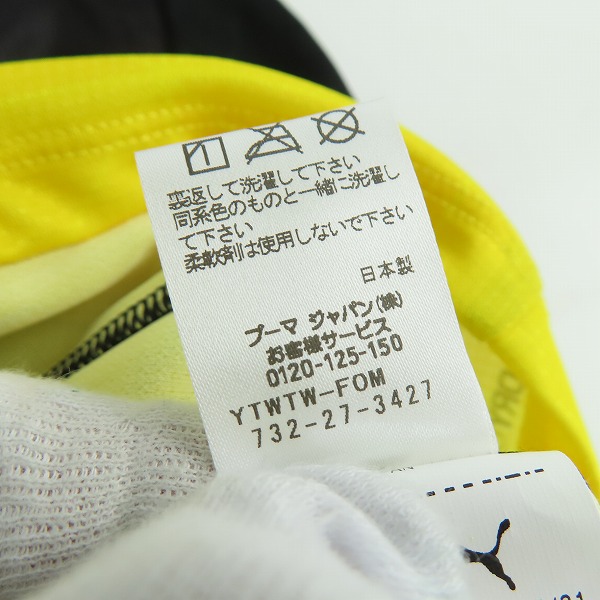 1
裏返して洗濯して下さい
同系色のものと一緒に洗濯し
て下さい
柔軟剤は使用しないで下さい
日本製
プーマ ジャパン(株)
お客様サービス
0120-125-150
YTWTW-FOM
732-27-3427